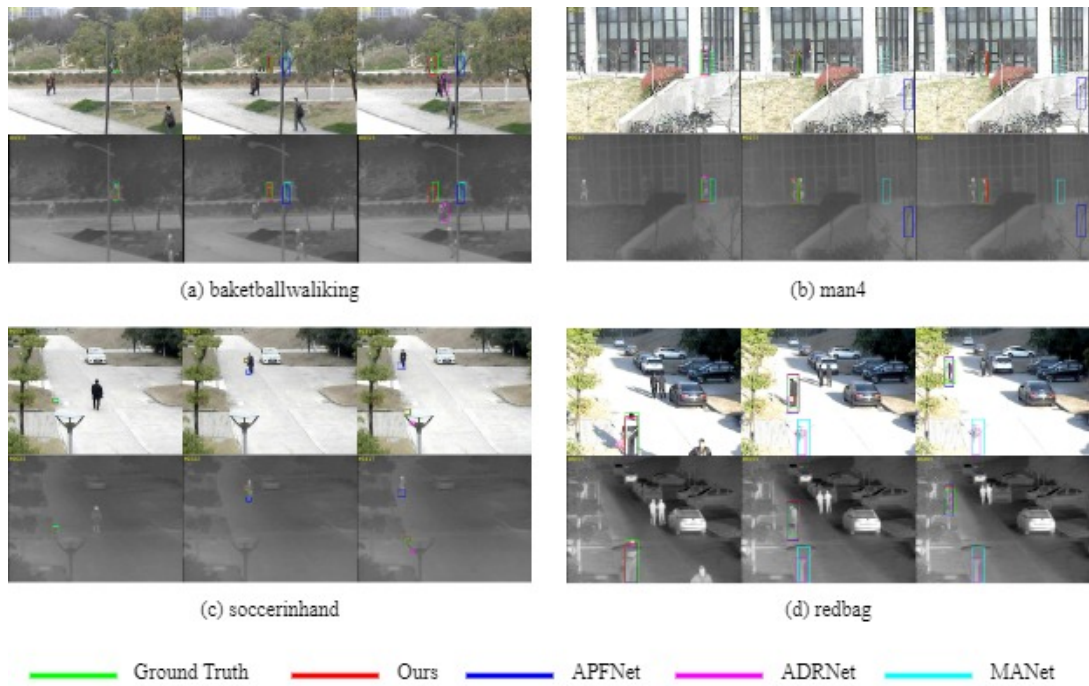 (a) baketballwaliking
(b) man4
(c) soccerinhand
(d) redbag
Ground Truth Ours APFNet ADRNet MANet